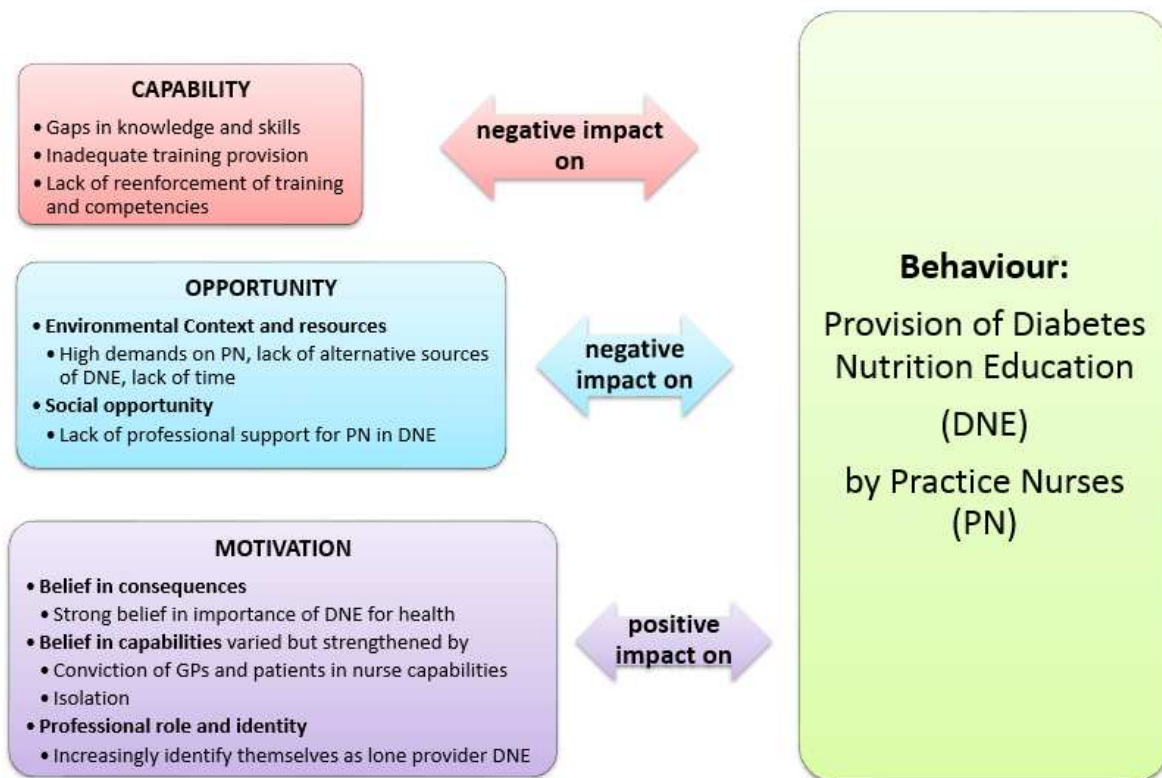 CAPABILITY
• Gaps in knowledge and skills
• Inadequate training provision
• Lack of reenforcement of training
and competencies
negative impact
on
OPPORTUNITY
• Environmental Context and resources
• High demands on PN, lack of alternative sources
of DNE, lack of time
• Social opportunity
• Lack of professional support for PN in DNE
negative
impact on
MOTIVATION
• Belief in consequences
• Strong belief in importance of DNE for health
• Belief in capabilities varied but strengthened by
• Conviction of GPs and patients in nurse capabilities
• Isolation
• Professional role and identity
• Increasingly identify themselves as lone provider DNE
positive
impact on
Behaviour:
Provision of Diabetes
Nutrition Education
(DNE)
by Practice Nurses
(PN)